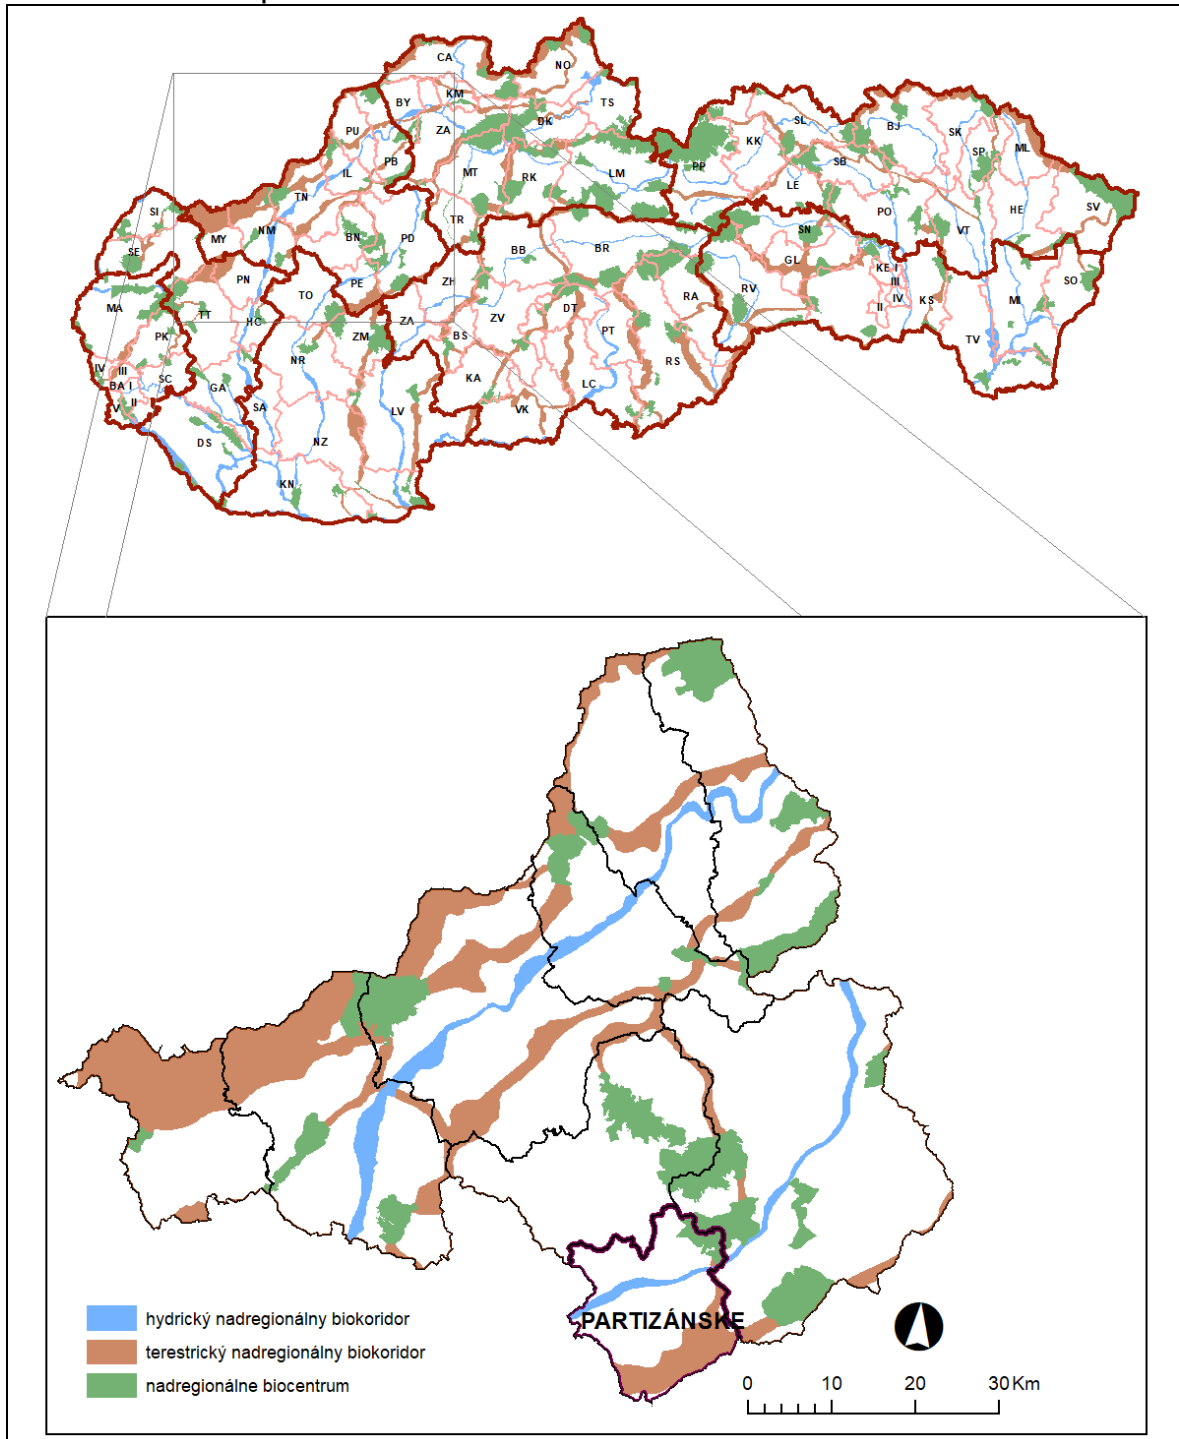 CA
NO
BY
KM
TS
ZA
DK
PU
PB
IL
MT
RK
LM
TN
TR
SI
SE
MY
NM
BN
PD
BB
BR
PE
ZH
PN
TO
MA
TT
HC
ZA
BS
ZV
DT
PT
RA
PK
NR
ZM
IV
III
BA I
II
V
SC
GA
SA
KA
LC
RS
LV
VK
DS
NZ
KN
SL
BJ
SK
ML
KK
SP
PP
SB
LE
PO
HE
SV
VT
SN
GL
KE I
III
IV
II
RV
KS
MI
SO
TV
PARTIZÁNSKE
hydrický nadregionálny biokoridor
terestrický nadregionálny biokoridor
nadregionálne biocentrum
0 10 20 30 Km